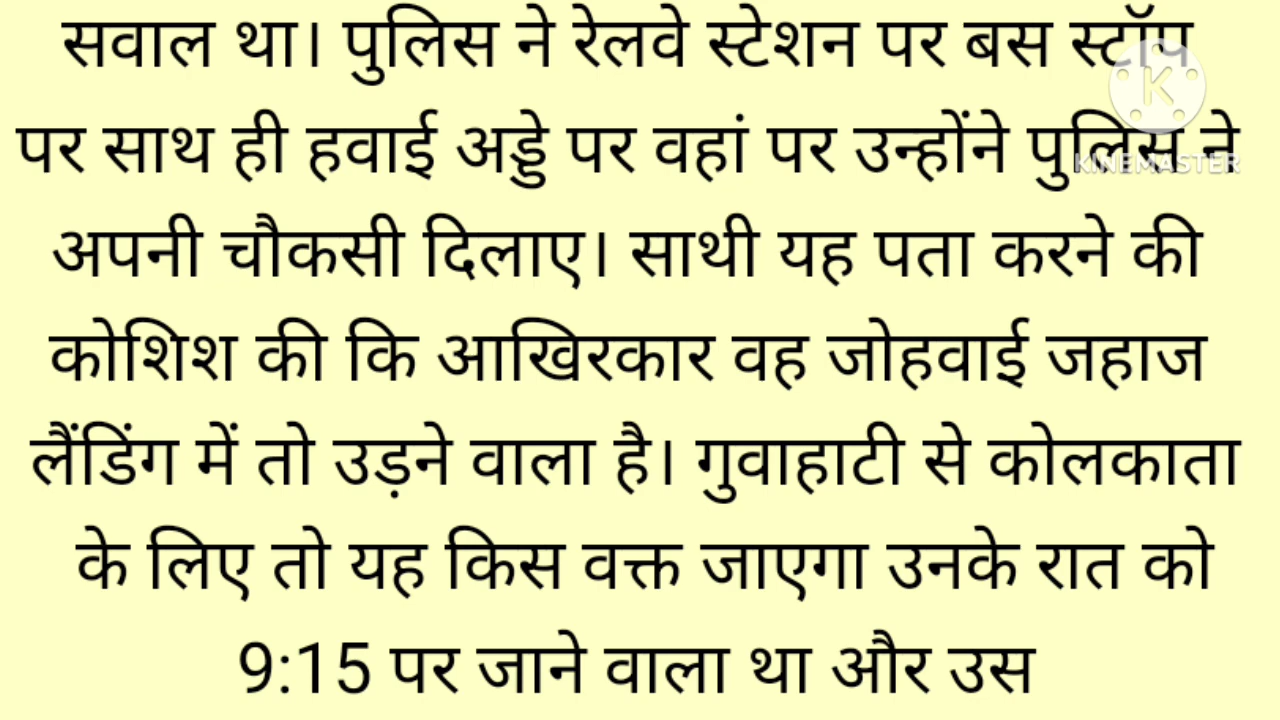 सवाल था। पुलिस ने रेलवे स्टेशन पर बस स्टॉप
पर साथ ही हवाई अड्डे पर वहां पर उन्होंने पुलिस ने
अपनी चौकसी दिलाए। साथी यह पता करने की
कोशिश की कि आखिरकार वह जोहवाई जहाज
लैंडिंग में तो उड़ने वाला है। गुवाहाटी से कोलकाता
के लिए तो यह किस वक्त जाएगा उनके रात को
9:15 पर जाने वाला था और उस
K
KINEMASTER